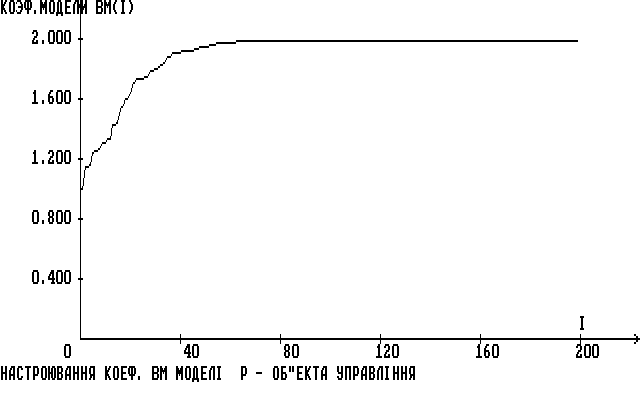 КОЭФ.МОДЕЛИ ВМ(I)
2.000
1.600
1.200
0.800
0.400
I
0 40 80 120 160 200
НАСТРОЮВАННЯ КОЕФ. ВМ МОДЕЛІ Р - ОБ"ЕКТА УПРАВЛІННЯ